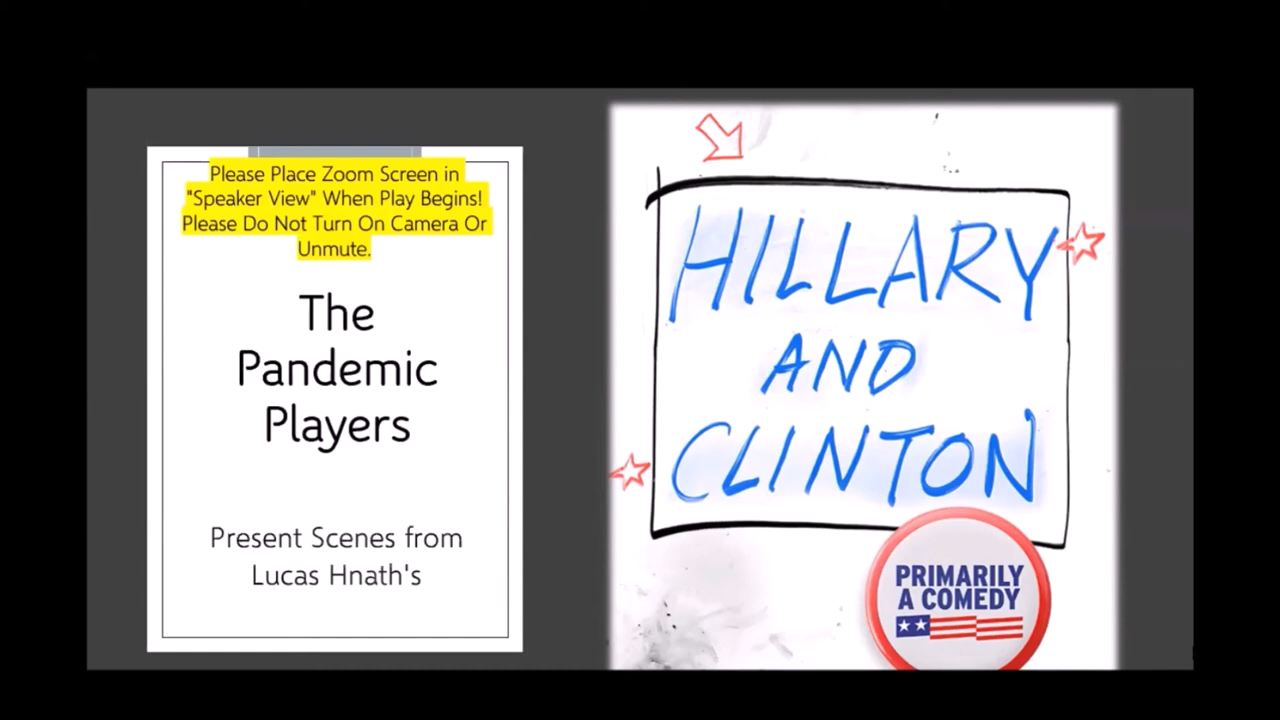 Please Place Zoom Screen in
"Speaker View" When Play Begins!
Please Do Not Turn On Camera Or
Unmute.
The
Pandemic
Players
Present Scenes from
Lucas Hnath's
HILLARY
AND
CLINTON
PRIMARILY
A COMEDY